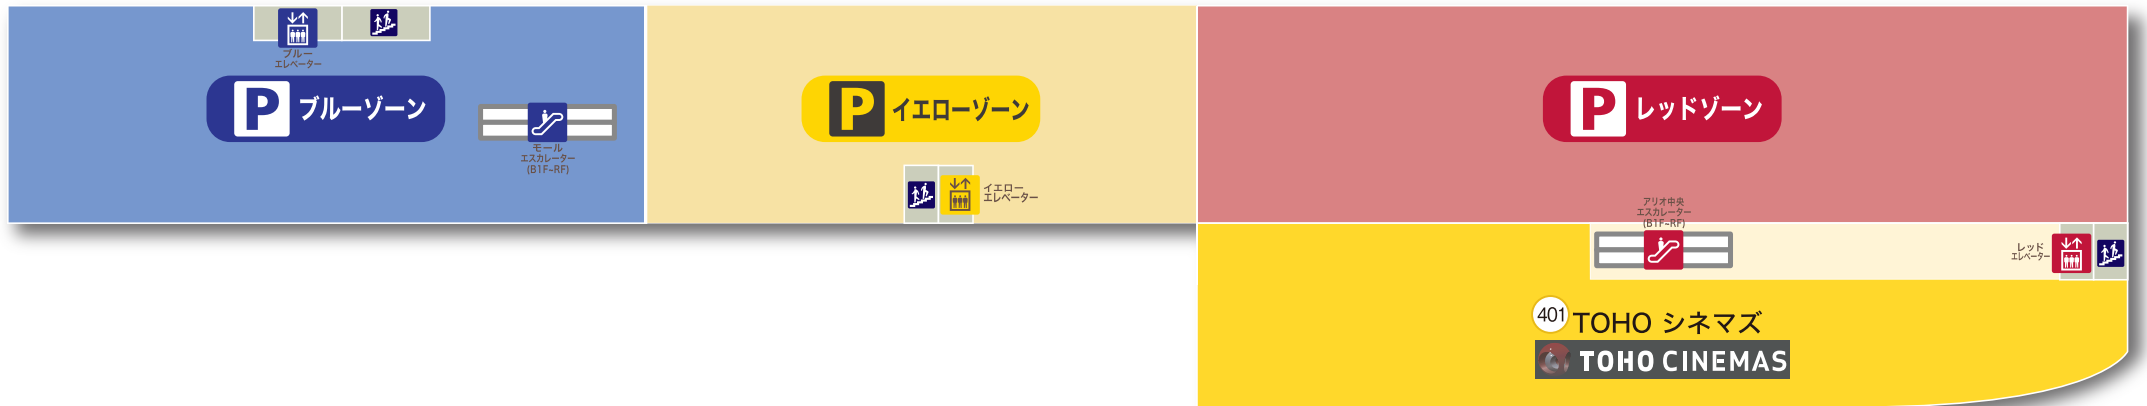 ブルー
エレベーター
P ブルーゾーン
モール
エスカレーター
(B1F~RF)
P イエローゾーン
イエロー
エレベーター
P レッドゾーン
アリオ中央
エスカレーター
(B1F~RF)
レッド
エレベーター
401 TOHO シネマズ
TOHO CINEMAS